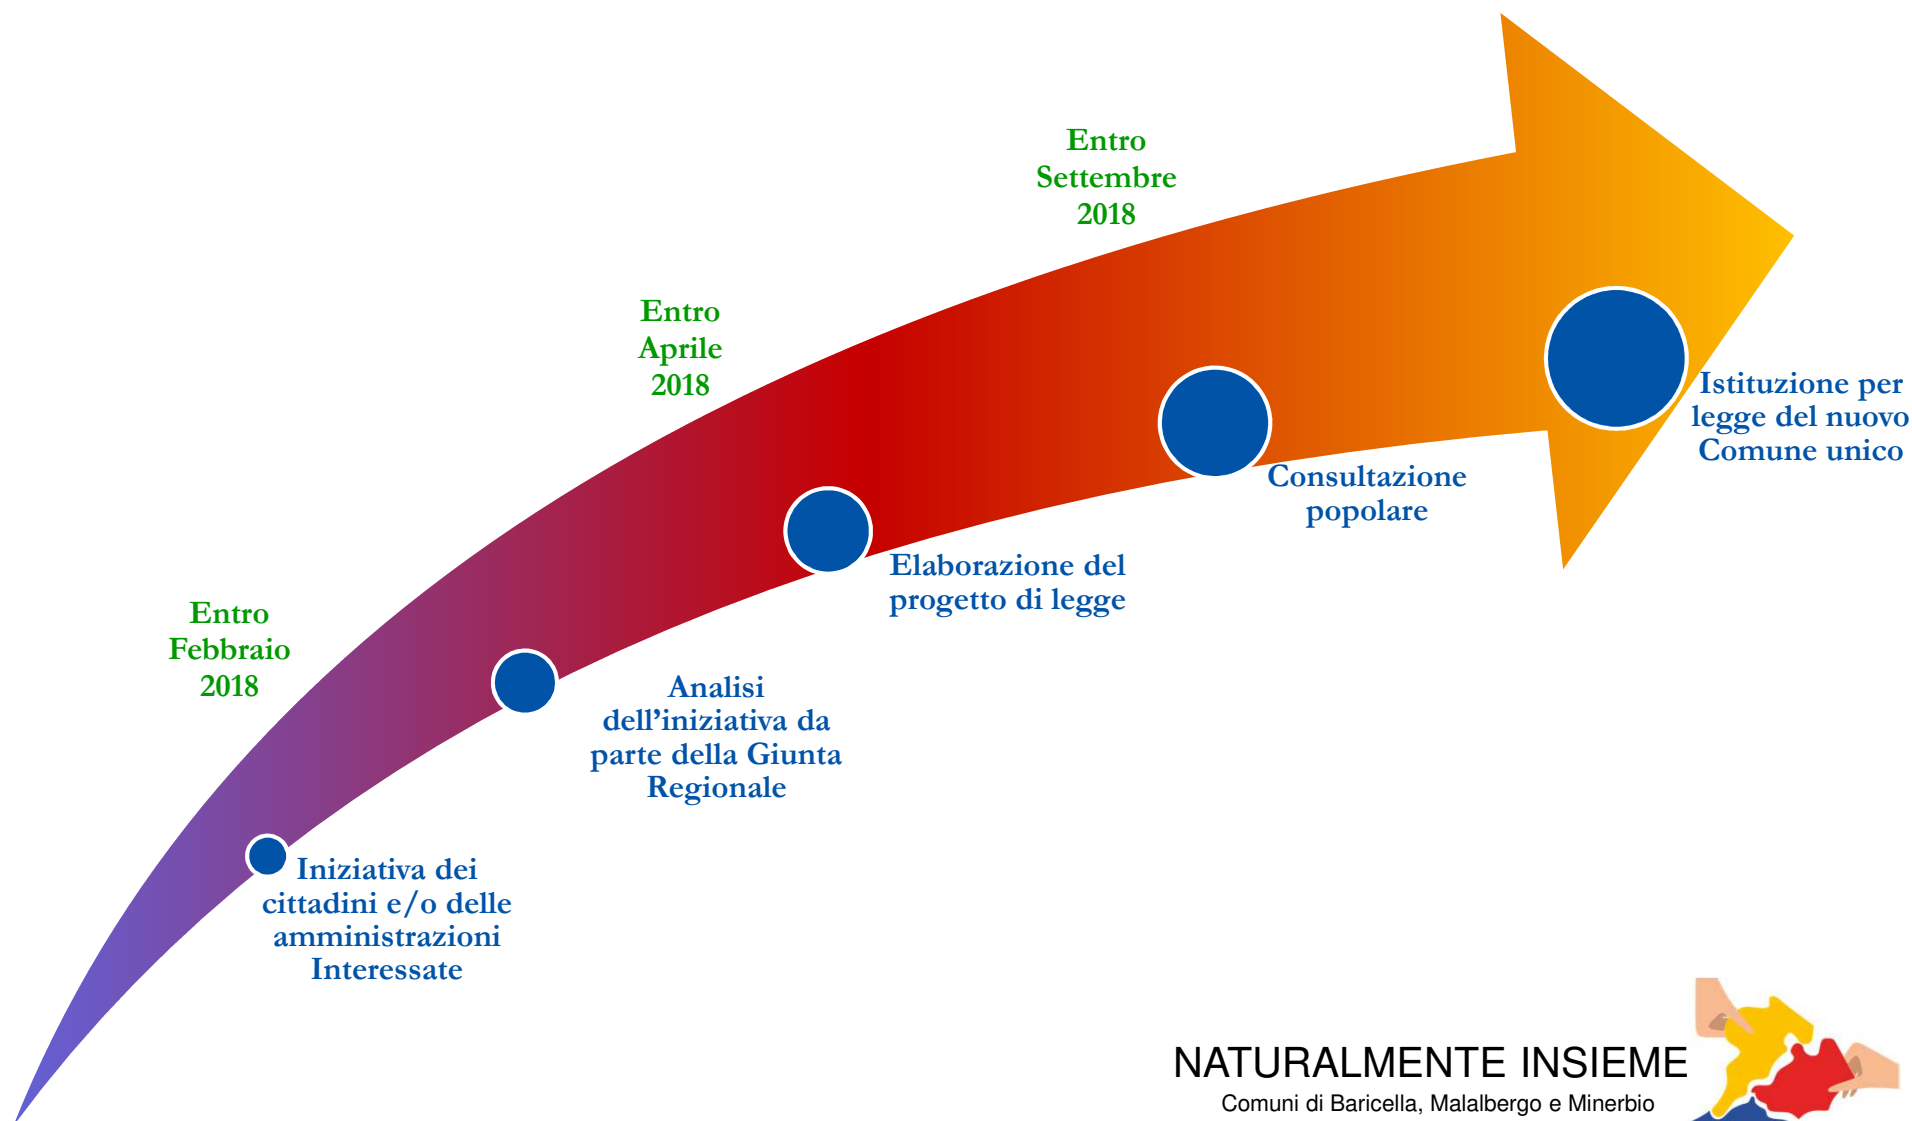 Entro
Febbraio
2018
Entro
Aprile
2018
Entro
Settembre
2018
Iniziativa dei
cittadini e/o delle
amministrazioni
Interessate
Analisi
dell’iniziativa da
parte della Giunta
Regionale
Elaborazione del
progetto di legge
Consultazione
popolare
Istituzione per
legge del nuovo
Comune unico
NATURALMENTE INSIEME
Comuni di Baricella, Malalbergo e Minerbio